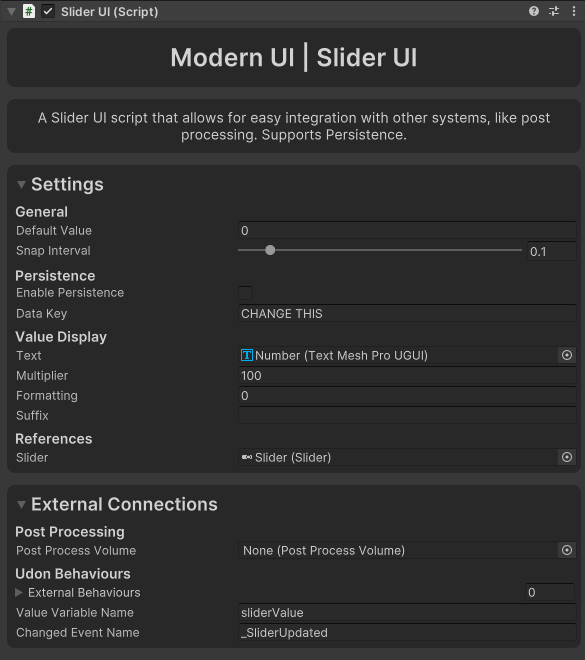 Slider UI (Script)
Modern UI | Slider UI
A Slider UI script that allows for easy integration with other systems, like post
processing. Supports Persistence.
Settings
General
Default Value 0
Snap Interval 0.1
Persistence
Enable Persistence
Data Key CHANGE THIS
Value Display
Text Number (Text Mesh Pro UGUI)
Multiplier 100
Formatting 0
Suffix
References
Slider Slider (Slider)
External Connections
Post Processing
Post Process Volume None (Post Process Volume)
Udon Behaviours
External Behaviours 0
Value Variable Name sliderValue
Changed Event Name _SliderUpdated